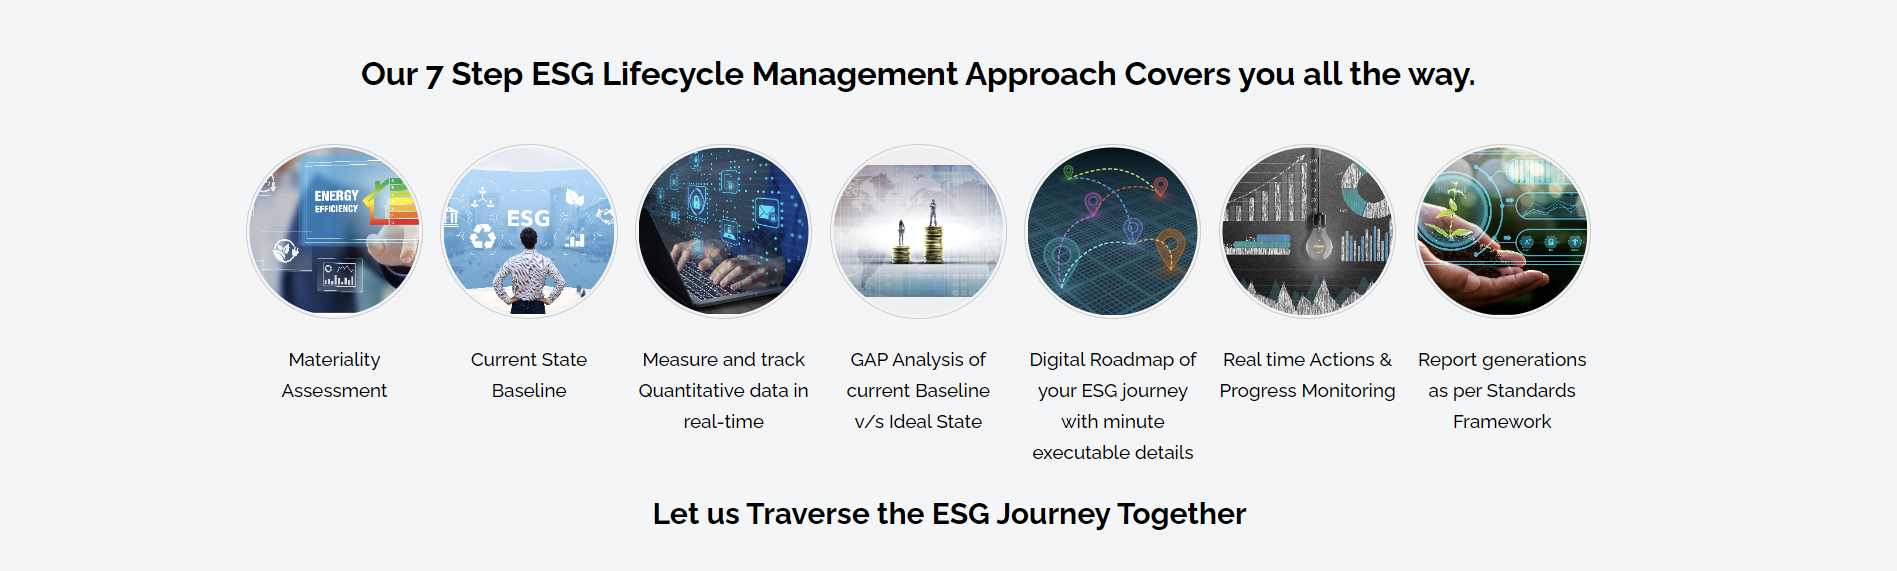 Our 7 Step ESG Lifecycle Management Approach Covers you all the way.
ENERGY
EFFICIENCY
ESG
Materiality
Assessment
Current State
Baseline
Measure and track
Quantitative data in
real-time
GAP Analysis of
current Baseline
v/s Ideal State
Digital Roadmap of
your ESG journey
with minute
executable details
Real time Actions &
Progress Monitoring
Report generations
as per Standards
Framework
Let us Traverse the ESG Journey Together